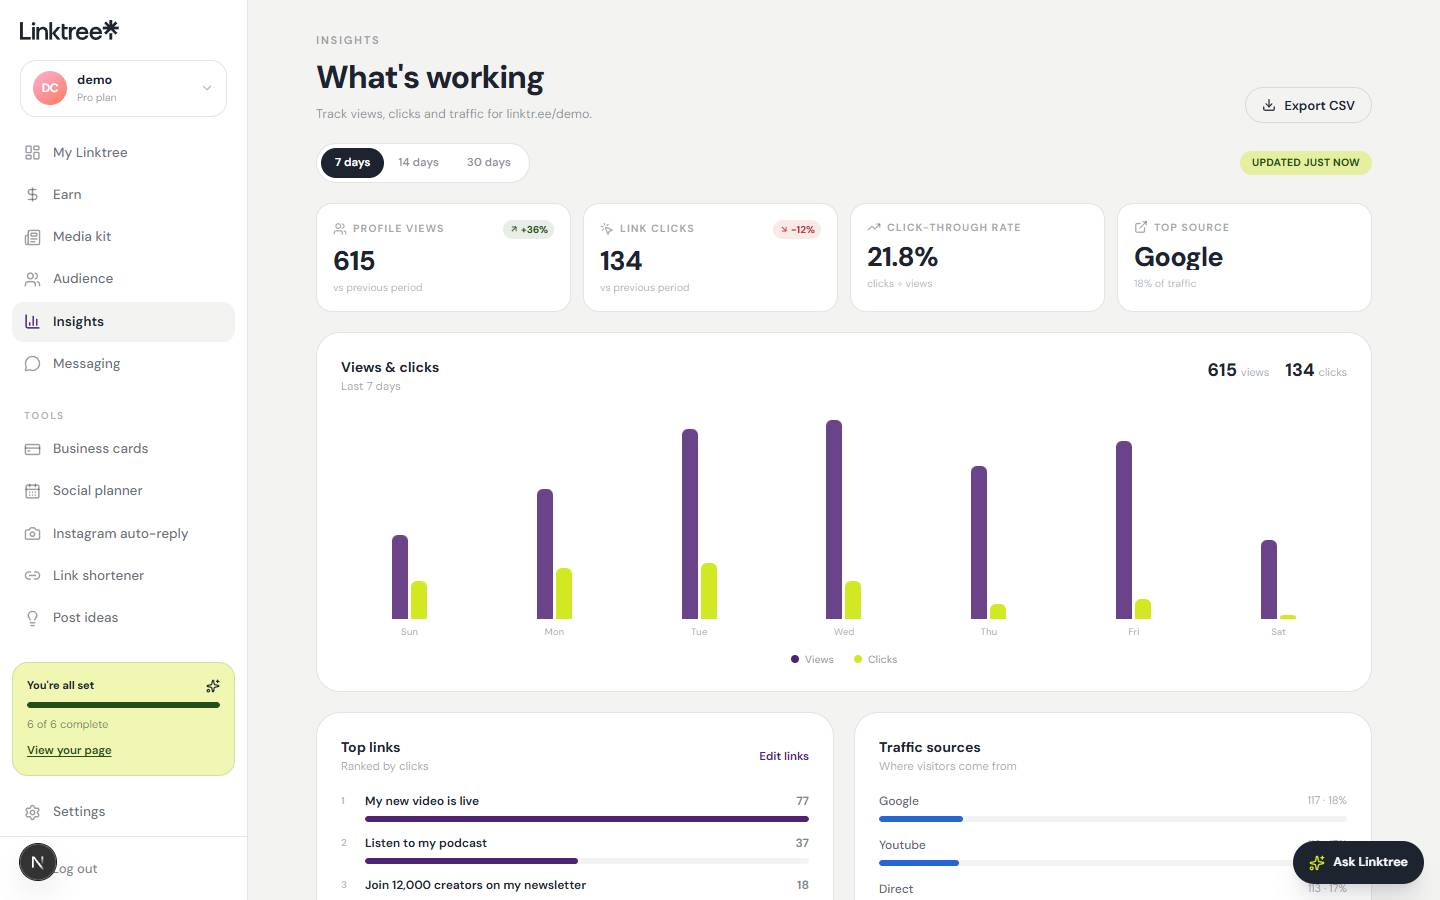 Linktree
DC
demo
Pro plan
My Linktree
Earn
Media kit
Audience
Insights
Messaging
TOOLS
Business cards
Social planner
Instagram auto-reply
Link shortener
Post ideas
You're all set
6 of 6 complete
View your page
Settings
N
Log out
INSIGHTS
What's working
Track views, clicks and traffic for linktr.ee/demo.
Export CSV
7 days 14 days 30 days
UPDATED JUST NOW
PROFILE VIEWS +36%
615
vs previous period
LINK CLICKS -12%
134
vs previous period
CLICK-THROUGH RATE
21.8%
clicks ÷ views
TOP SOURCE
Google
18% of traffic
Views & clicks
Last 7 days
615 views 134 clicks
Sun Mon Tue Wed Thu Fri Sat
Views Clicks
Top links
Ranked by clicks
Edit links
1 My new video is live 77
2 Listen to my podcast 37
3 Join 12,000 creators on my newsletter 18
Traffic sources
Where visitors come from
Google 117 · 18%
Youtube
Direct 113 · 17%
Ask Linktree